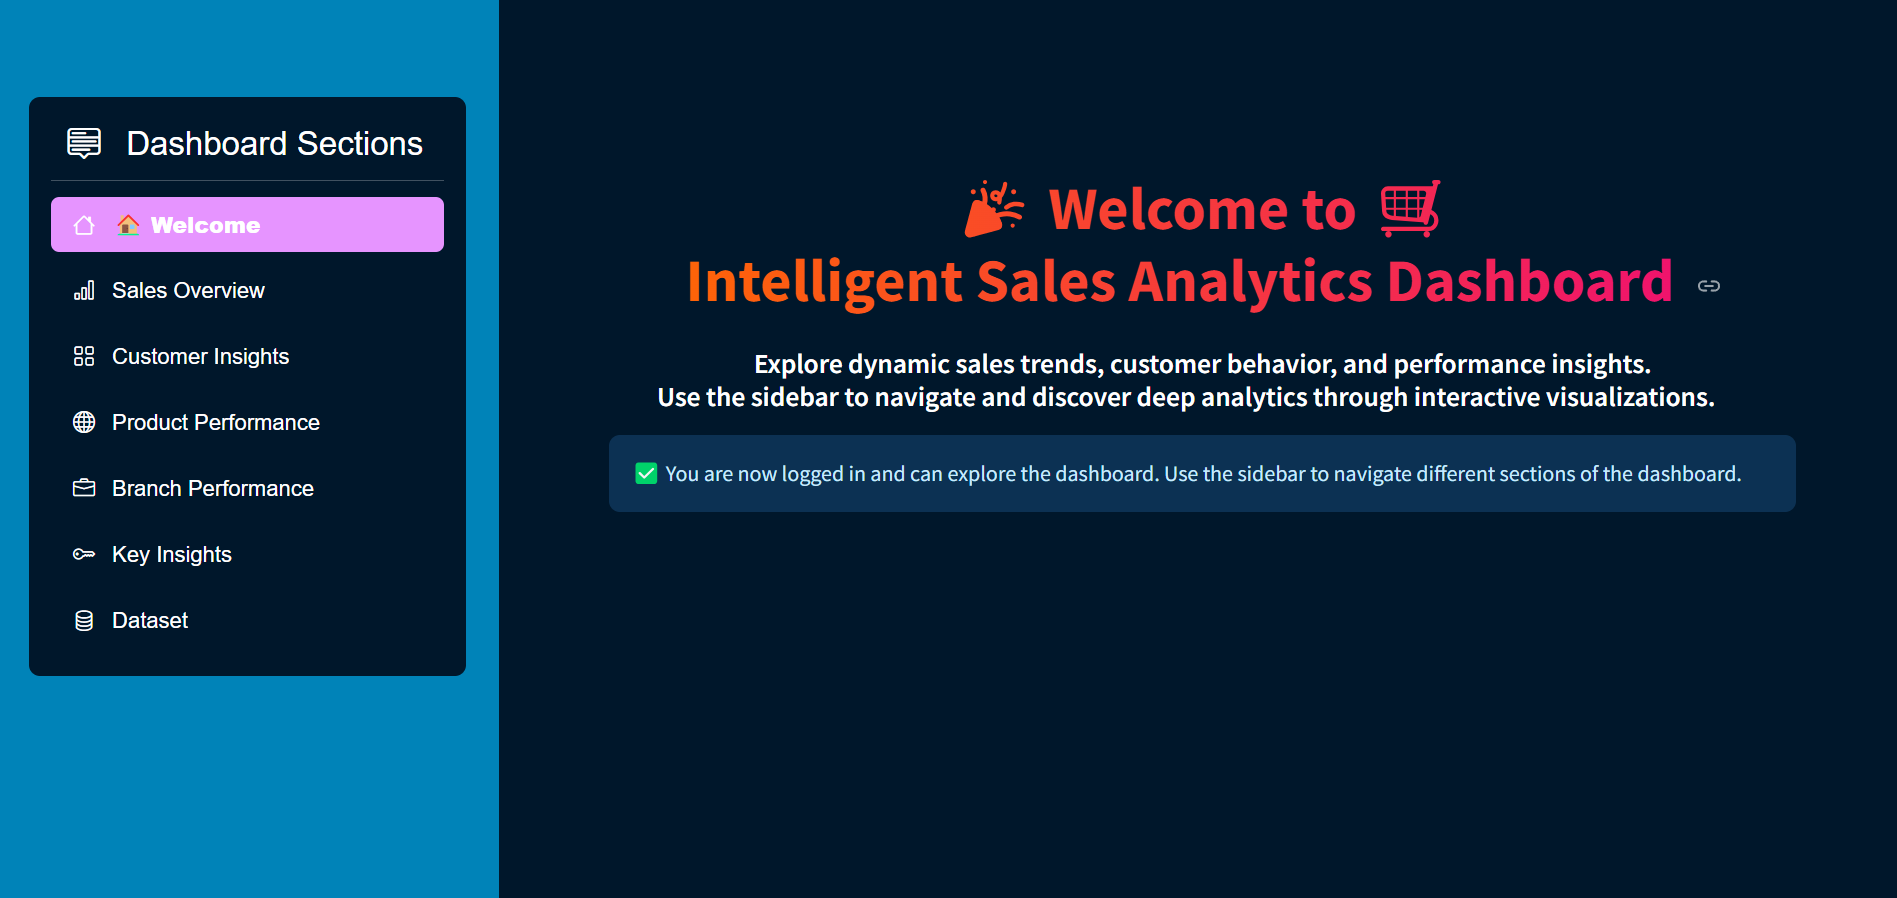 Dashboard Sections
🏠 Welcome
Sales Overview
Customer Insights
Product Performance
Branch Performance
Key Insights
Dataset
🎉 Welcome to 🛒
Intelligent Sales Analytics Dashboard
Explore dynamic sales trends, customer behavior, and performance insights.
Use the sidebar to navigate and discover deep analytics through interactive visualizations.
✅ You are now logged in and can explore the dashboard. Use the sidebar to navigate different sections of the dashboard.